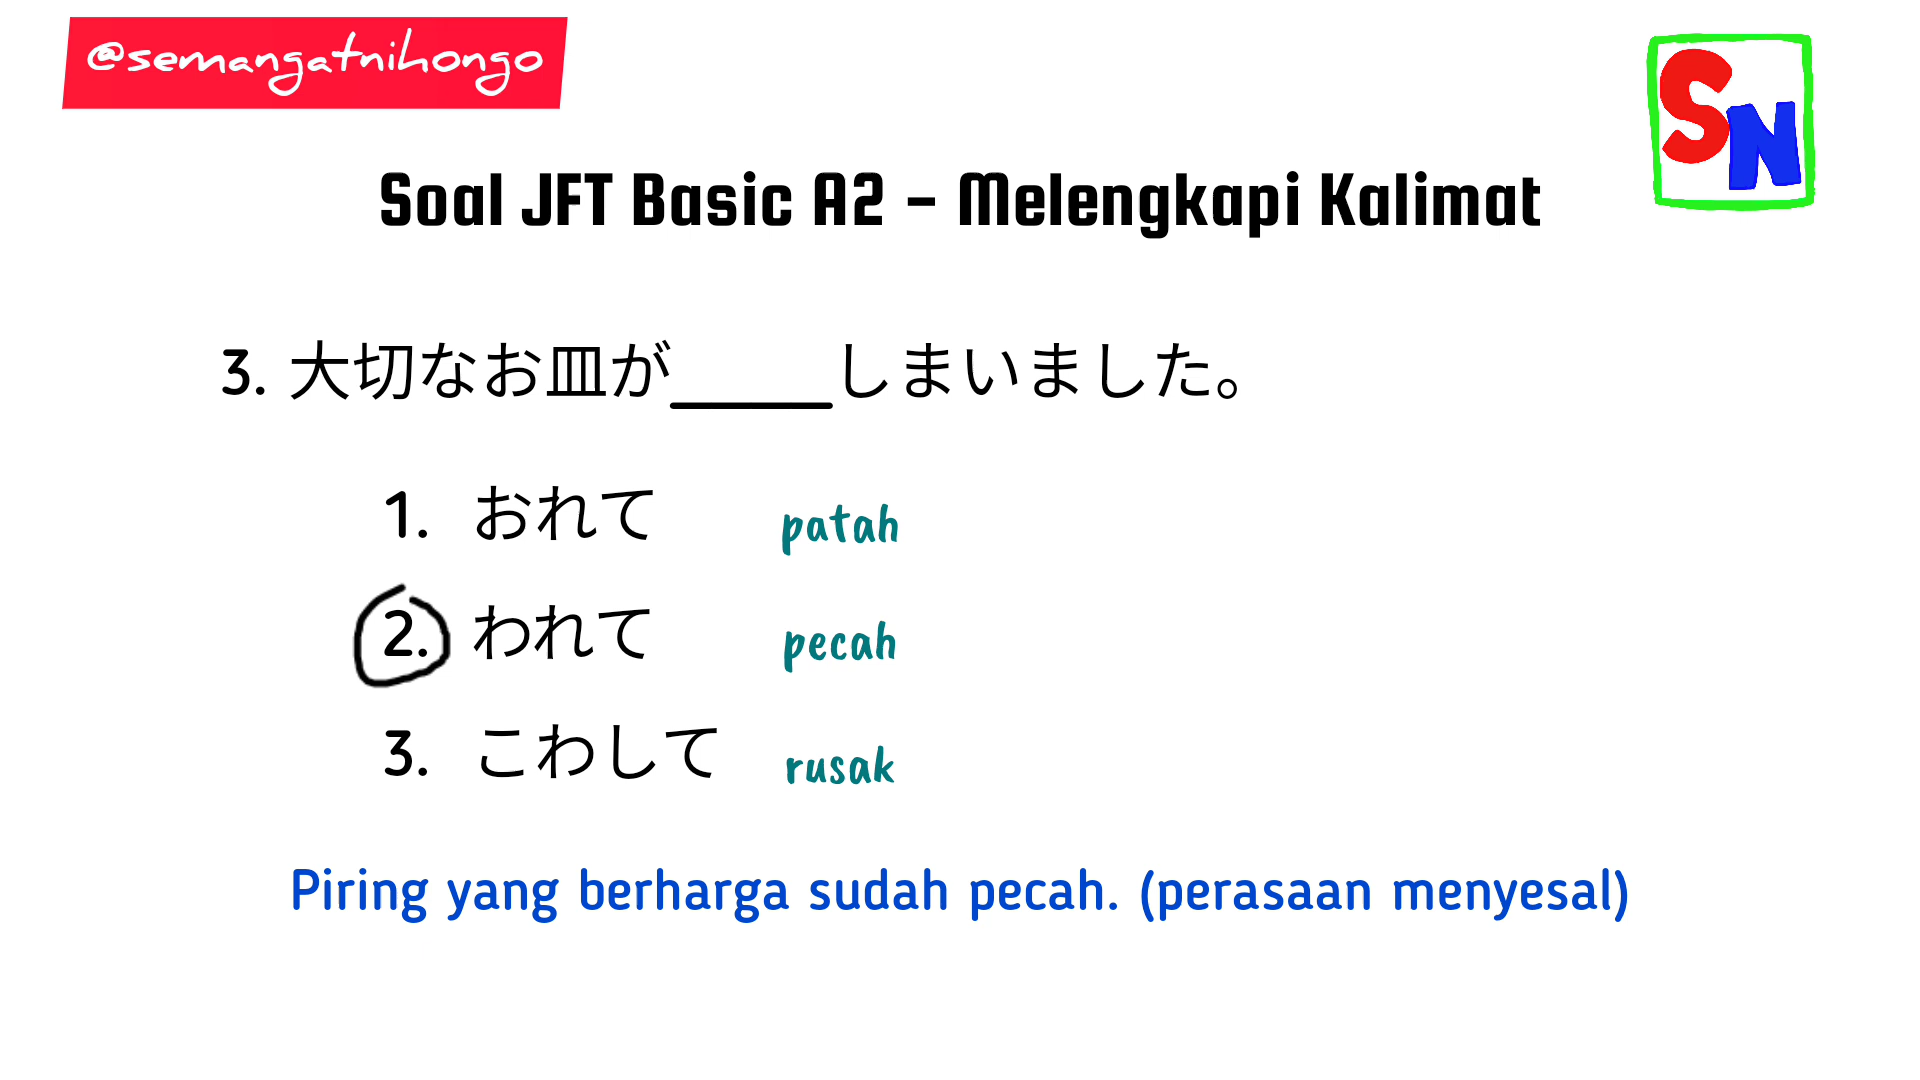 @semangatnihongo
SN
Soal JFT Basic A2 - Melengkapi Kalimat
3. 大切なお皿が_____しまいました。
1. おれて patah
2. われて pecah
3. こわして rusak
Piring yang berharga sudah pecah. (perasaan menyesal)